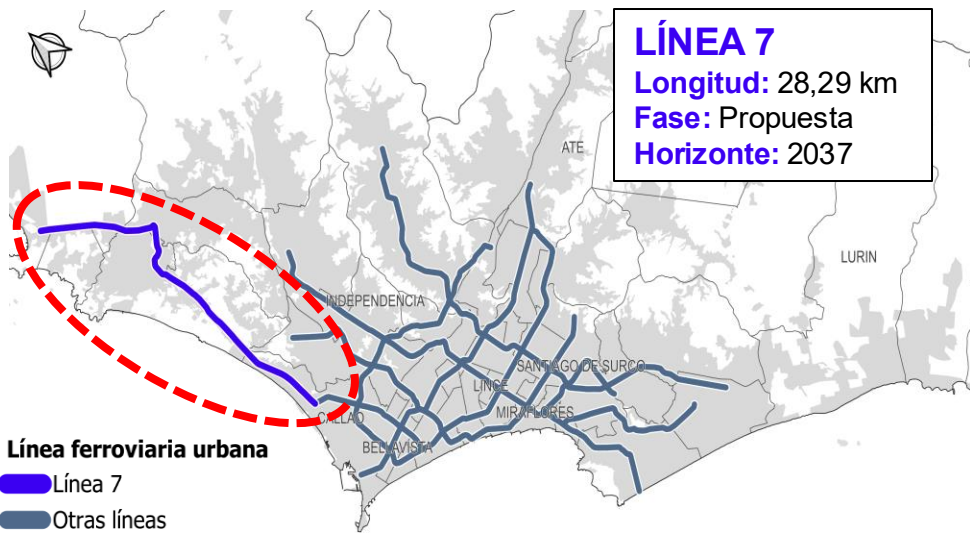 LÍNEA 7
Longitud: 28,29 km
Fase: Propuesta
Horizonte: 2037
ATÉ
LURIN
INDEPENDENCIA
SANTIAGO DE SURCO
LINCE
MIRAFLORES
CALLAO
BELLAVISTA
Línea ferroviaria urbana
Línea 7
Otras líneas